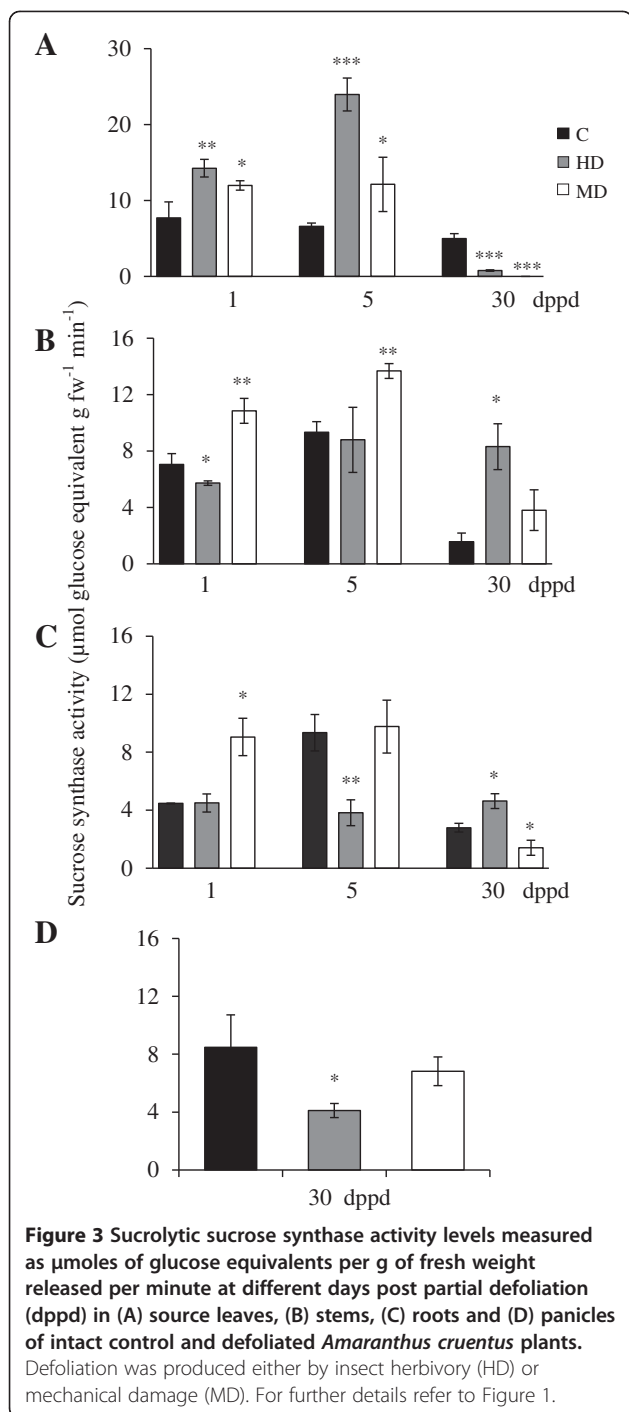 A
30
20
10
0
*** 
** * *
*** ***
C
HD
MD
1 5 30 dppd
Sucrose synthase activity (µmol glucose equivalent g fw-1 min-1)
B
16
12
8
4
0
** ** *
*
1 5 30 dppd
C
16
12
8
4
0
* ** * *
1 5 30 dppd
D
16
12
8
4
0
*
30 dppd
Figure 3 Sucrolytic sucrose synthase activity levels measured
as µmoles of glucose equivalents per g of fresh weight
released per minute at different days post partial defoliation
(dppd) in (A) source leaves, (B) stems, (C) roots and (D) panicles
of intact control and defoliated Amaranthus cruentus plants.
Defoliation was produced either by insect herbivory (HD) or
mechanical damage (MD). For further details refer to Figure 1.